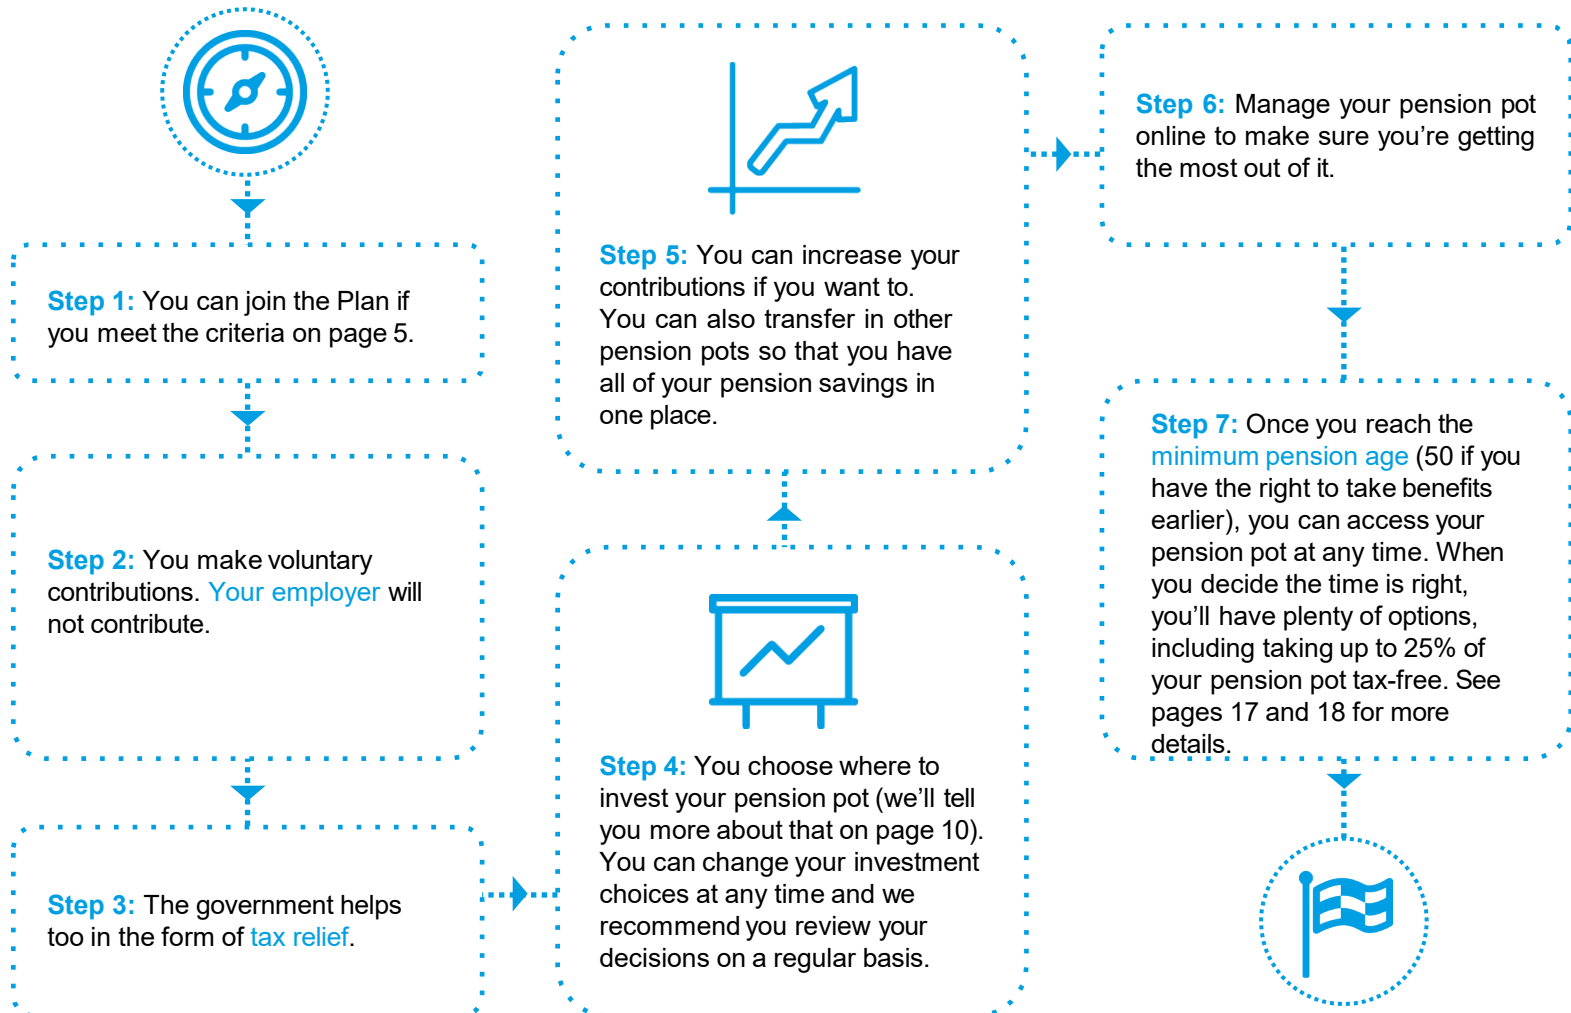 Step 1: You can join the Plan if
you meet the criteria on page 5.
Step 2: You make voluntary
contributions. Your employer will
not contribute.
Step 3: The government helps
too in the form of tax relief.
Step 4: You choose where to
invest your pension pot (we’ll tell
you more about that on page 10).
You can change your investment
choices at any time and we
recommend you review your
decisions on a regular basis.
Step 5: You can increase your
contributions if you want to.
You can also transfer in other
pension pots so that you have
all of your pension savings in
one place.
Step 6: Manage your pension pot
online to make sure you’re getting
the most out of it.
Step 7: Once you reach the
minimum pension age (50 if you
have the right to take benefits
earlier), you can access your
pension pot at any time. When
you decide the time is right,
you’ll have plenty of options,
including taking up to 25% of
your pension pot tax-free. See
pages 17 and 18 for more
details.